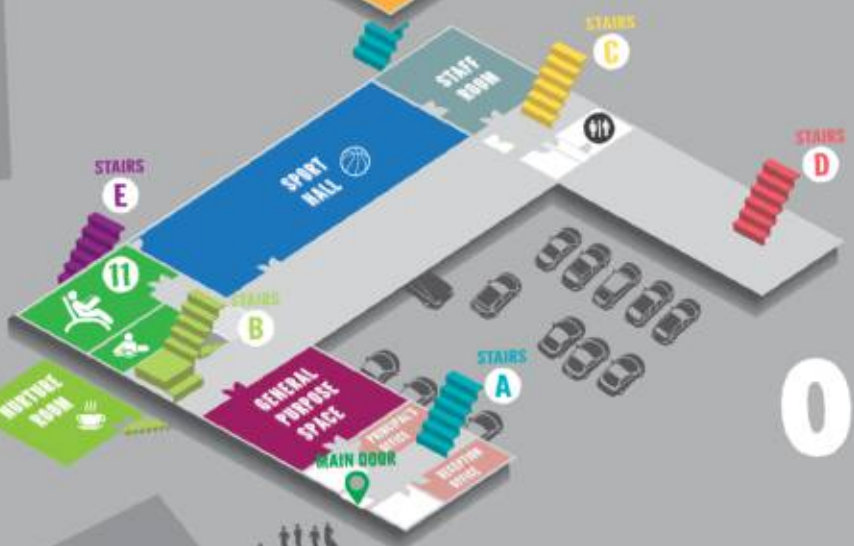 STAIRS
C
STAFF
ROOM
STAIRS
D
SPORT
HALL
STAIRS
E
11
STAIRS
B
NURTURE
ROOM
GENERAL
PURPOSE
SPACE
STAIRS
A
PRINCIPAL'S
OFFICE
MAIN DOOR
RECEPTION
OFFICE
0